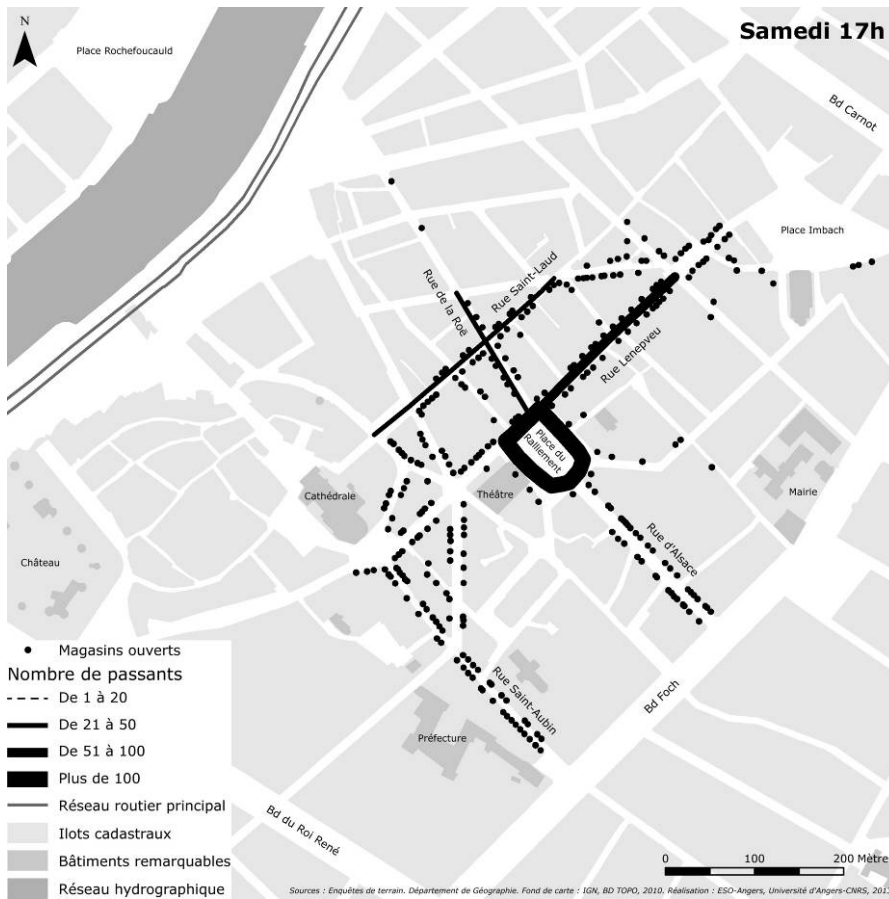 N
Samedi 17h
Place Rochefoucauld
Bd Carnot
Place Imbach
Rue Saint-Laud
Rue de la Roë
Rue Lenepveu
Place du
Ralliement
Cathédrale
Théâtre
Mairie
Rue d'Alsace
Château
Rue Saint-Aubin
Bd Foch
Préfecture
Bd du Roi René
Magasins ouverts
Nombre de passants
De 1 à 20
De 21 à 50
De 51 à 100
Plus de 100
Réseau routier principal
Ilots cadastraux
Bâtiments remarquables
Réseau hydrographique
0 100 200 Mètre
Sources : Enquêtes de terrain. Département de Géographie. Fond de carte : IGN, BD TOPO, 2010. Réalisation : ESO-Angers, Université d'Angers-CNRS, 201